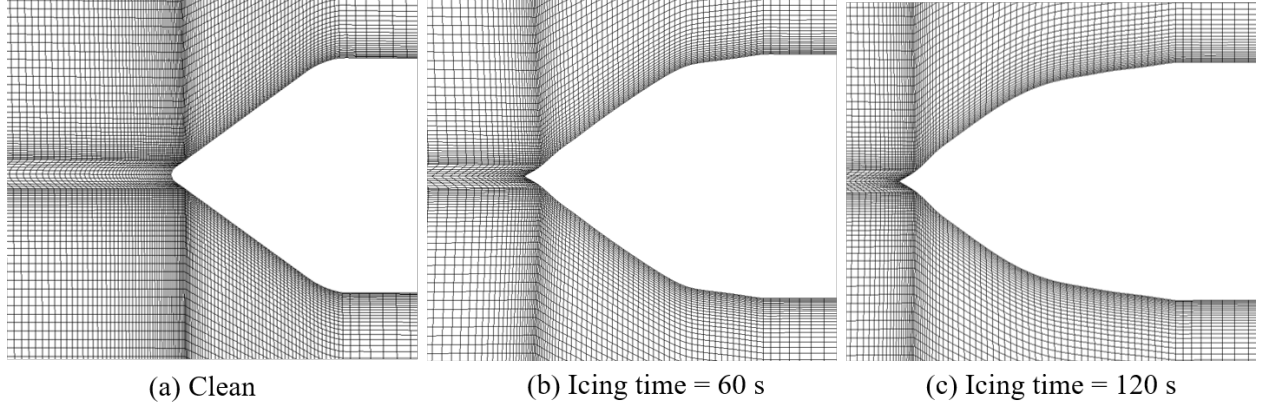 (a) Clean
(b) Icing time = 60 s
(c) Icing time = 120 s